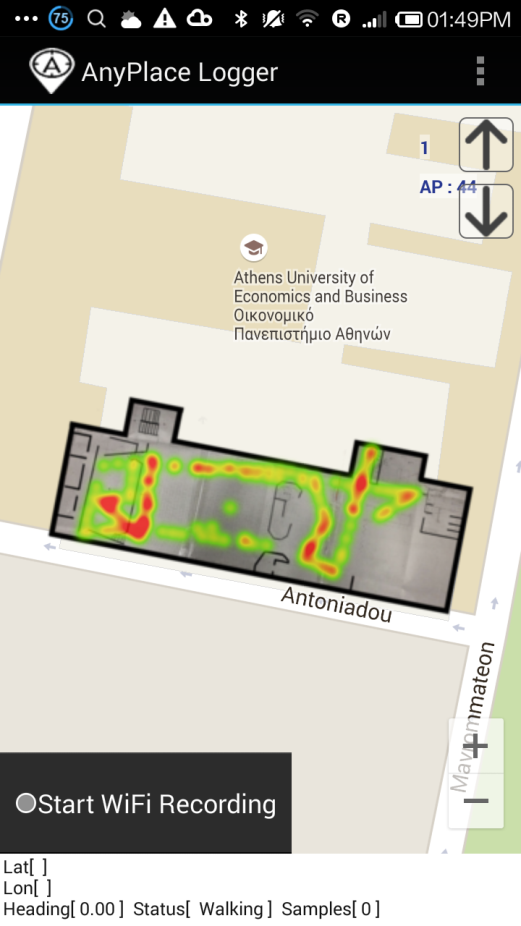 75
R
01:49PM
AnyPlace Logger
1
AP : 44
Athens University of
Economics and Business
Οικονομικό
Πανεπιστήμιο Αθηνών
Antoniadou
Mavrommateon
+
−
Start WiFi Recording
Lat[ ]
Lon[ ]
Heading[ 0.00 ] Status[ Walking ] Samples[ 0 ]